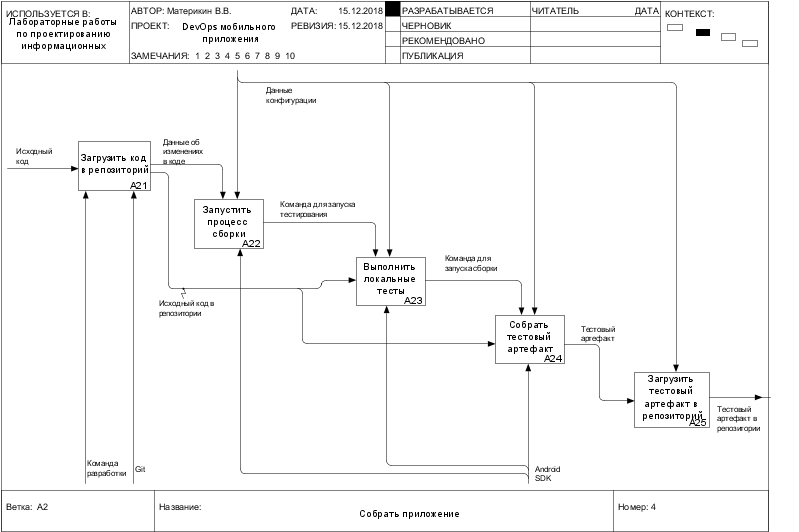 ИСПОЛЬЗУЕТСЯ В:
Лабораторные работы
по проектированию
информационных
АВТОР: Материкин В.В.
ДАТА: 15.12.2018
ПРОЕКТ: DevOps мобильного
приложения
РЕВИЗИЯ: 15.12.2018
ЗАМЕЧАНИЯ: 1 2 3 4 5 6 7 8 9 10
РАЗРАБАТЫВАЕТСЯ
ЧЕРНОВИК
РЕКОМЕНДОВАНО
ПУБЛИКАЦИЯ
ЧИТАТЕЛЬ
ДАТА
КОНТЕКСТ:
Данные
конфигурации
Исходный
код
Загрузить код
в репозиторий
A21
Данные об
изменениях
в коде
Запустить
процесс
сборки
A22
Команда для запуска
тестирования
Выполнить
локальные
тесты
A23
Команда для
запуска сборки
Исходный код в
репозитории
Собрать
тестовый
артефакт
A24
Тестовый
артефакт
Загрузить
тестовый
артефакт в
репозиторий
A25
Тестовый
артефакт в
репозитории
Команда
разработки
Git
Android
SDK
Ветка: A2
Название:
Собрать приложение
Номер: 4